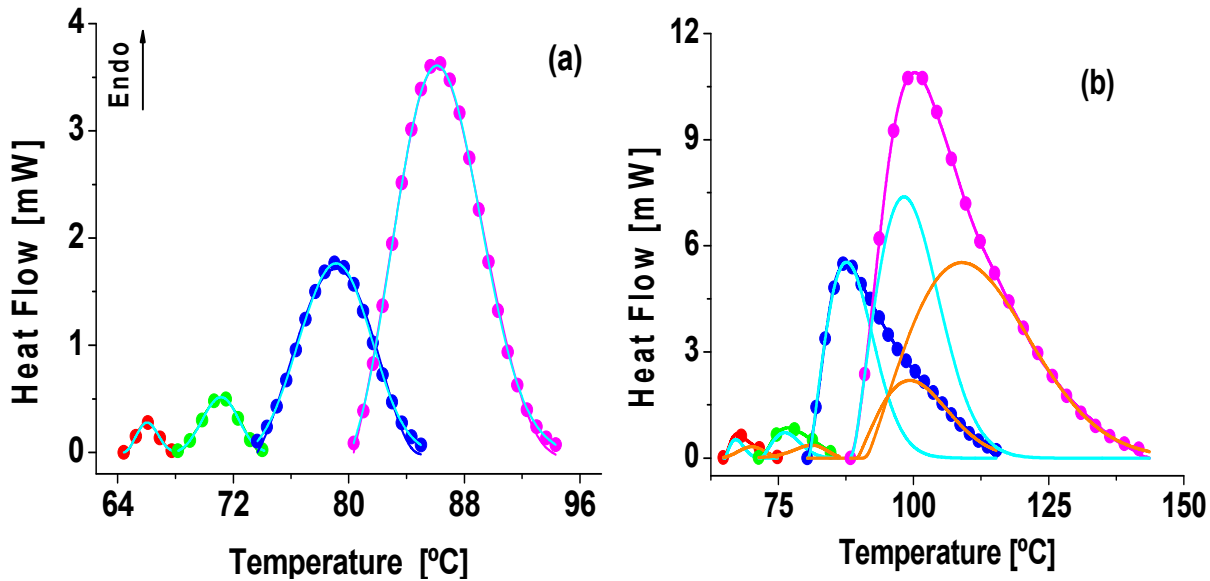 4
3
2
1
0
Endo
(a)
Heat Flow [mW]
64 72 80 88 96
Temperature [ºC]
12
9
6
3
0
(b)
Heat Flow [mW]
75 100 125 150
Temperature [ºC]